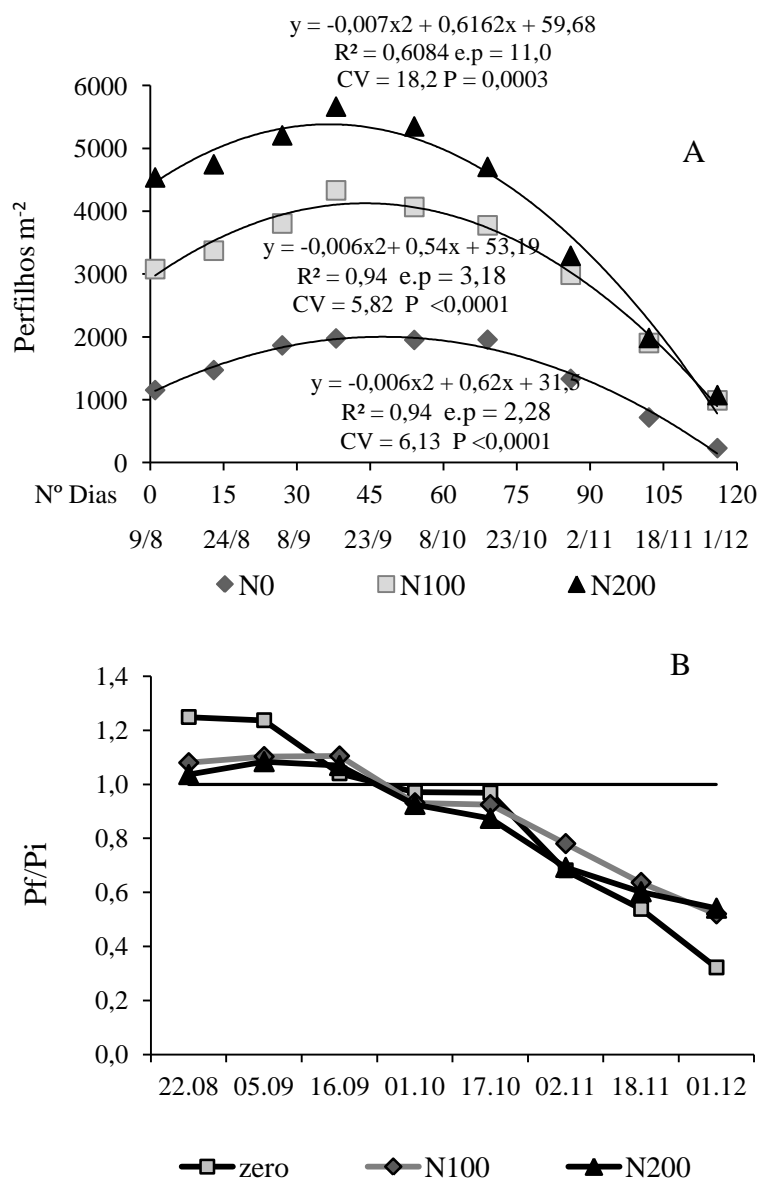 y = -0,007x2 + 0,6162x + 59,68
R² = 0,6084 e.p = 11,0
CV = 18,2 P = 0,0003
A
6000
5000
4000
3000
2000
1000
0
Perfilhos m⁻²
y = -0,006x2+ 0,54x + 53,19
R² = 0,94 e.p = 3,18
CV = 5,82 P <0,0001
y = -0,006x2 + 0,62x + 31,5
R² = 0,94 e.p = 2,28
CV = 6,13 P <0,0001
Nº Dias 0 15 30 45 60 75 90 105 120
9/8 24/8 8/9 23/9 8/10 23/10 2/11 18/11 1/12
N0 N100 N200
B
1,4
1,2
1,0
0,8
0,6
0,4
0,2
0,0
Pf/Pi
22.08 05.09 16.09 01.10 17.10 02.11 18.11 01.12
zero N100 N200